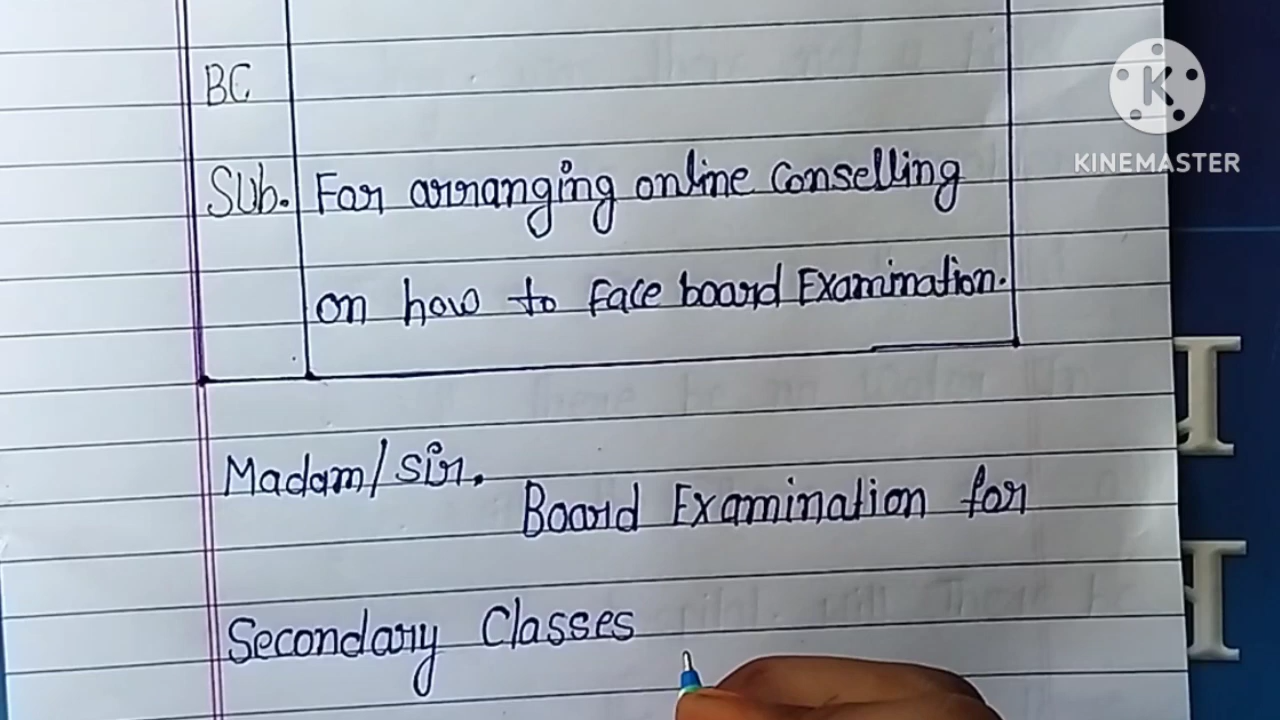 BC
Sub. For arranging online Conselling
on how to Face board Examination.
Madam/Sir.
Board Examination for
Secondary Classes
K
KINEMASTER